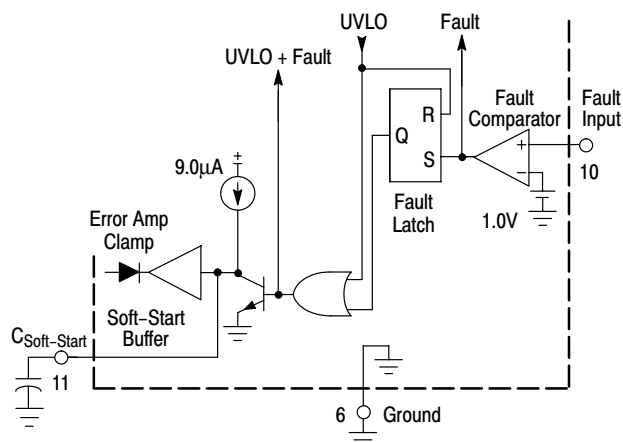 UVLO
Fault
UVLO + Fault
Fault
Comparator
Fault
Input
R
Q
S
+
−
10
9.0µA
+
Fault
Latch
1.0V
Error Amp
Clamp
Soft−Start
Buffer
CSoft−Start
11
6
Ground